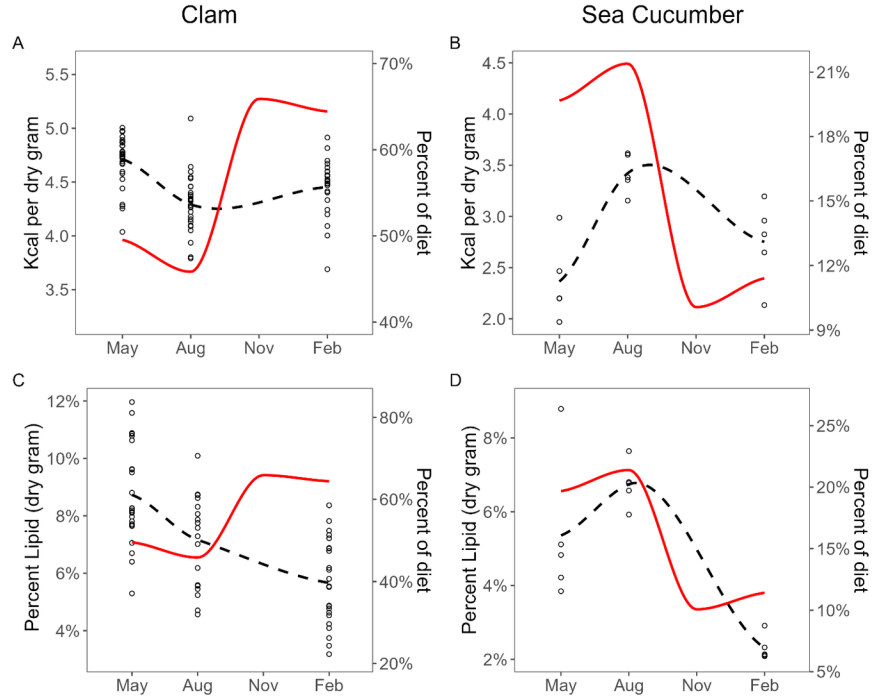 Clam
Sea Cucumber
A
5.5
5.0
4.5
4.0
3.5
Kcal per dry gram
70%
60%
50%
40%
Percent of diet
May Aug Nov Feb
B
4.5
4.0
3.5
3.0
2.5
2.0
Kcal per dry gram
21%
18%
15%
12%
9%
Percent of diet
May Aug Nov Feb
C
12%
10%
8%
6%
4%
Percent Lipid (dry gram)
80%
60%
40%
20%
Percent of diet
May Aug Nov Feb
D
8%
6%
4%
2%
Percent Lipid (dry gram)
25%
20%
15%
10%
5%
Percent of diet
May Aug Nov Feb